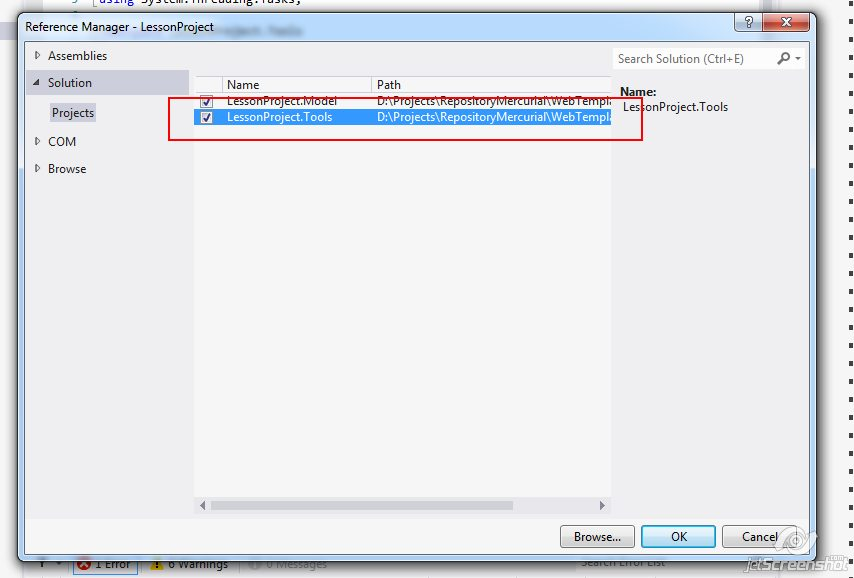 using System.Threading.Tasks;
Reference Manager - LessonProject
Assemblies
Solution
Projects
COM
Browse
Name Path
LessonProject.Model D:\Projects\RepositoryMercurial\WebTempla
LessonProject.Tools D:\Projects\RepositoryMercurial\WebTempla
Search Solution (Ctrl+E)
Name:
LessonProject.Tools
Browse...
OK
Cancel
1 Error
6 Warnings
0 Messages
Search Error List
jetScreenshot